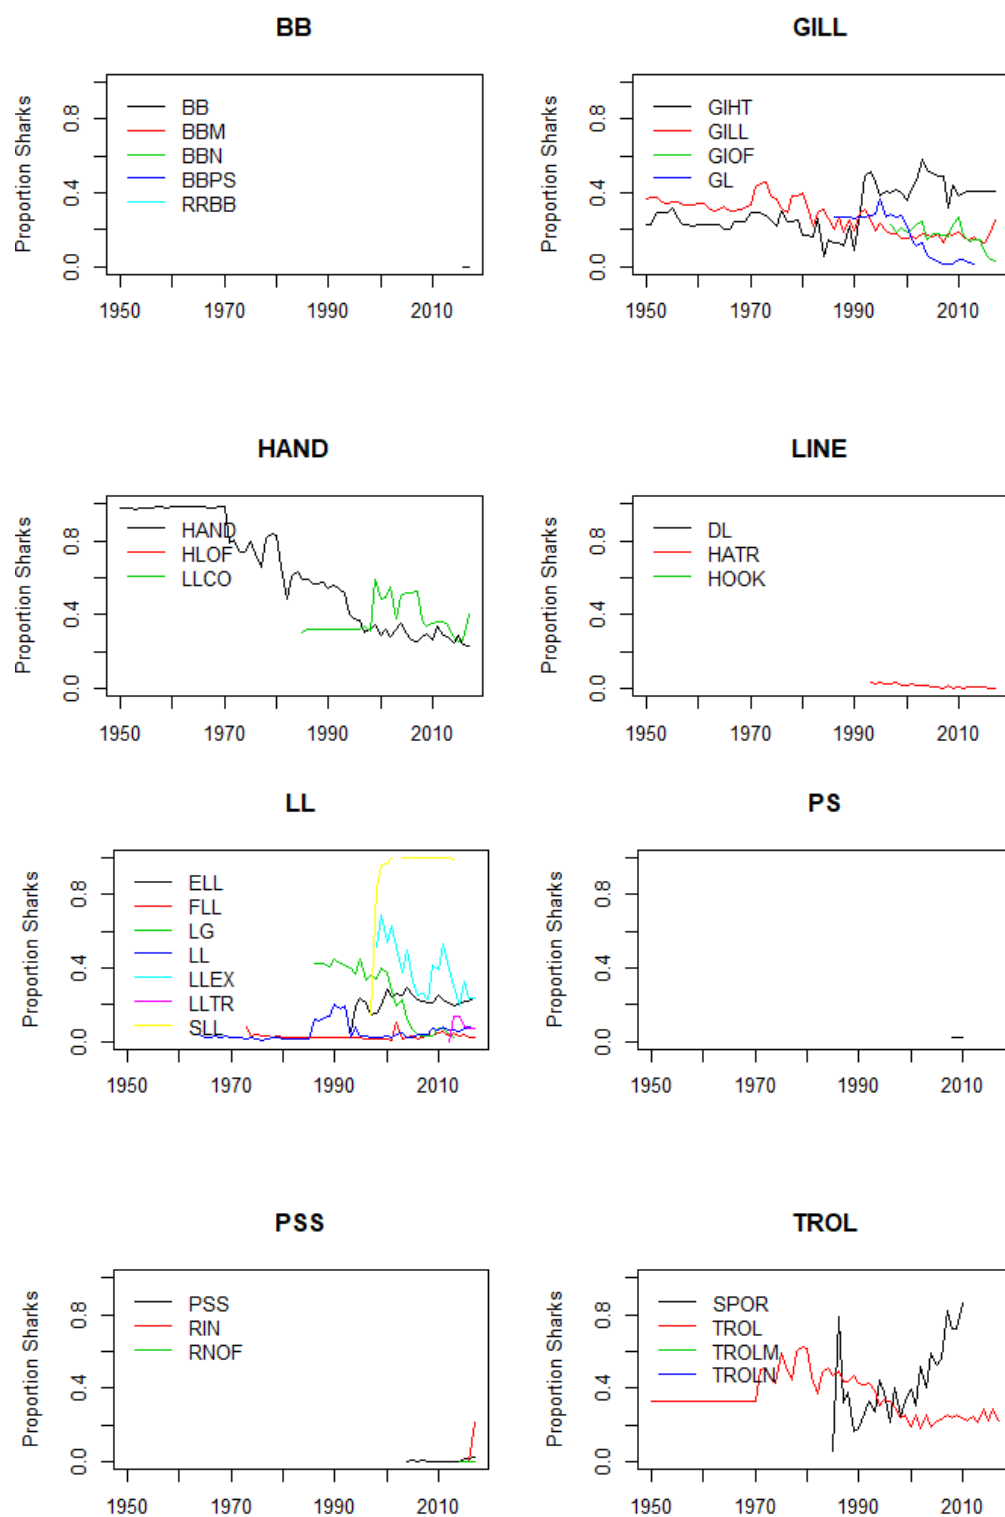 BB
GILL
Proportion Sharks
0.0 0.4 0.8
BB
BBM
BBN
BBPS
RRBB
1950 1970 1990 2010
Proportion Sharks
0.0 0.4 0.8
GIHT
GILL
GIOF
GL
1950 1970 1990 2010
HAND
LINE
Proportion Sharks
0.0 0.4 0.8
HAND
HLOF
LLCO
1950 1970 1990 2010
Proportion Sharks
0.0 0.4 0.8
DL
HATR
HOOK
1950 1970 1990 2010
LL
PS
Proportion Sharks
0.0 0.4 0.8
ELL
FLL
LG
LL
LLEX
LLTR
SLL
1950 1970 1990 2010
Proportion Sharks
0.0 0.4 0.8
1950 1970 1990 2010
PSS
TROL
Proportion Sharks
0.0 0.4 0.8
PSS
RIN
RNOF
1950 1970 1990 2010
Proportion Sharks
0.0 0.4 0.8
SPOR
TROL
TROLM
TROLN
1950 1970 1990 2010